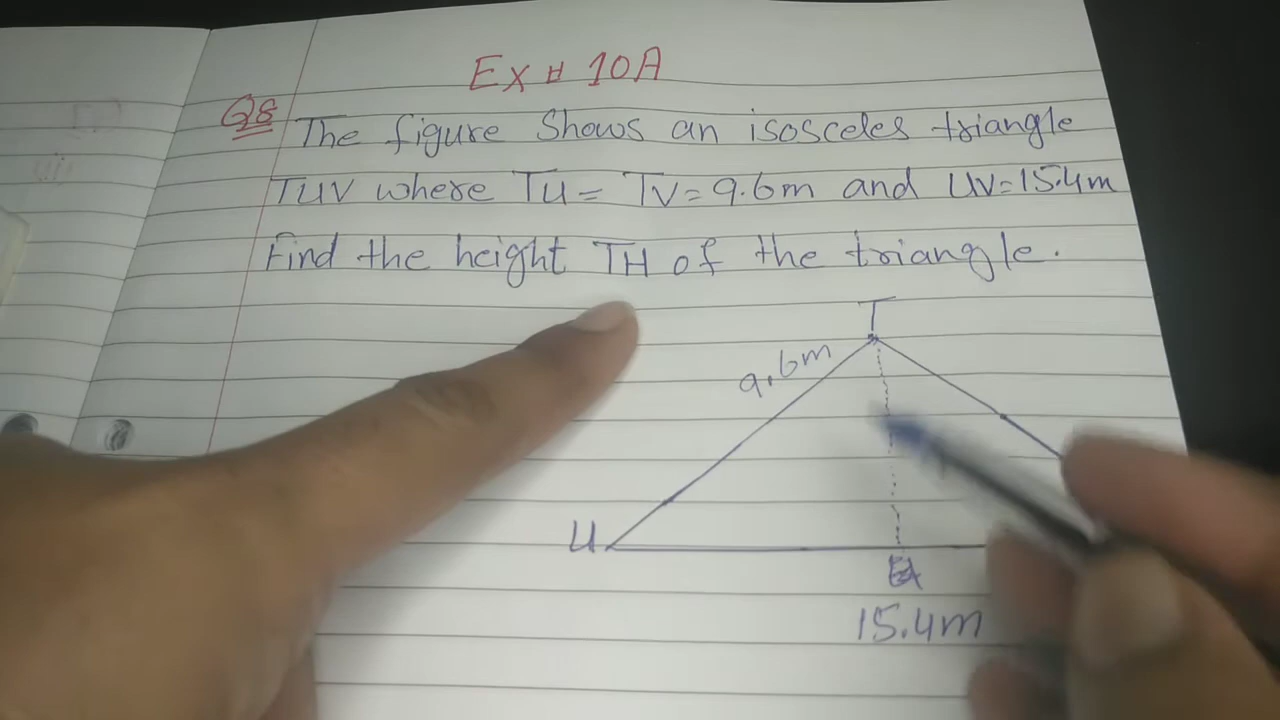 Ex # 10A
Q8
The figure Shows an isosceles triangle
TUV where TU = TV = 9.6m and UV = 15.4m
Find the height TH of the triangle.
T
9.6m
U
15.4m